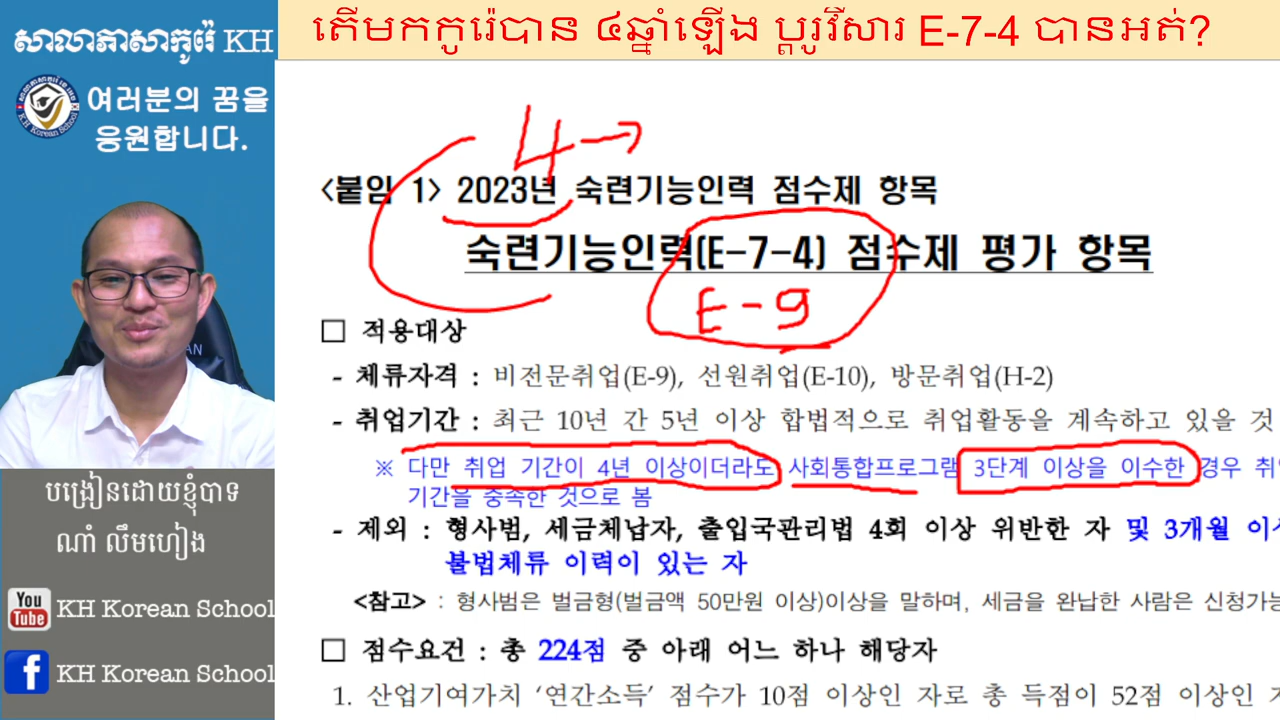 តើមកកូរ៉េបាន ៤ឆ្នាំឡើង ប្តូរវីសារ E-7-4 បានអត់?
សាលាភាសាកូរ៉េ KH
여러분의 꿈을
응원합니다.
KH Korean School
4
<붙임 1> 2023년 숙련기능인력 점수제 항목
숙련기능인력(E-7-4) 점수제 평가 항목
E-9
□ 적용대상
- 체류자격 : 비전문취업(E-9), 선원취업(E-10), 방문취업(H-2)
- 취업기간 : 최근 10년 간 5년 이상 합법적으로 취업활동을 계속하고 있을 것
※ 다만 취업 기간이 4년 이상이더라도 사회통합프로그램 3단계 이상을 이수한 경우 취업
기간을 충족한 것으로 봄
- 제외 : 형사범, 세금체납자, 출입국관리법 4회 이상 위반한 자 및 3개월 이상
불법체류 이력이 있는 자
<참고> : 형사범은 벌금형(벌금액 50만원 이상)이상을 말하며, 세금을 완납한 사람은 신청가능
□ 점수요건 : 총 224점 중 아래 어느 하나 해당자
1. 산업기여가치 ‘연간소득’ 점수가 10점 이상인 자로 총 득점이 52점 이상인 자
បង្រៀនដោយខ្ញុំបាទ
ណាំ លឹមហៀង
You
Tube
KH Korean School
f
KH Korean School